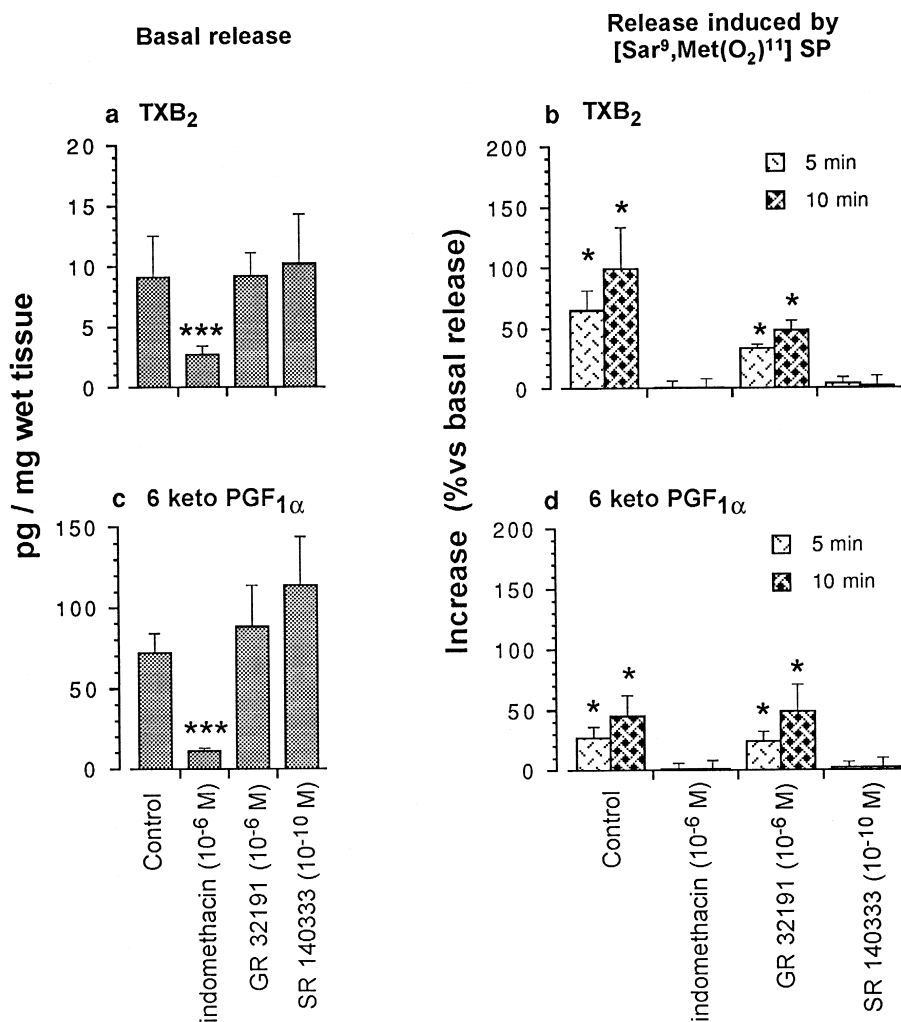 Basal release
Release induced by
[Sar⁹,Met(O₂)¹¹] SP
a TXB₂
20
15
10
5
0
***
b TXB₂
200
150
100
50
0
5 min
10 min
*
*
*
*
pg / mg wet tissue
Increase (%vs basal release)
c 6 keto PGF₁α
150
100
50
0
***
Control
indomethacin (10⁻⁶ M)
GR 32191 (10⁻⁶ M)
SR 140333 (10⁻¹⁰ M)
d 6 keto PGF₁α
200
150
100
50
0
5 min
10 min
*
*
*
*
Control
indomethacin (10⁻⁶ M)
GR 32191 (10⁻⁶ M)
SR 140333 (10⁻¹⁰ M)